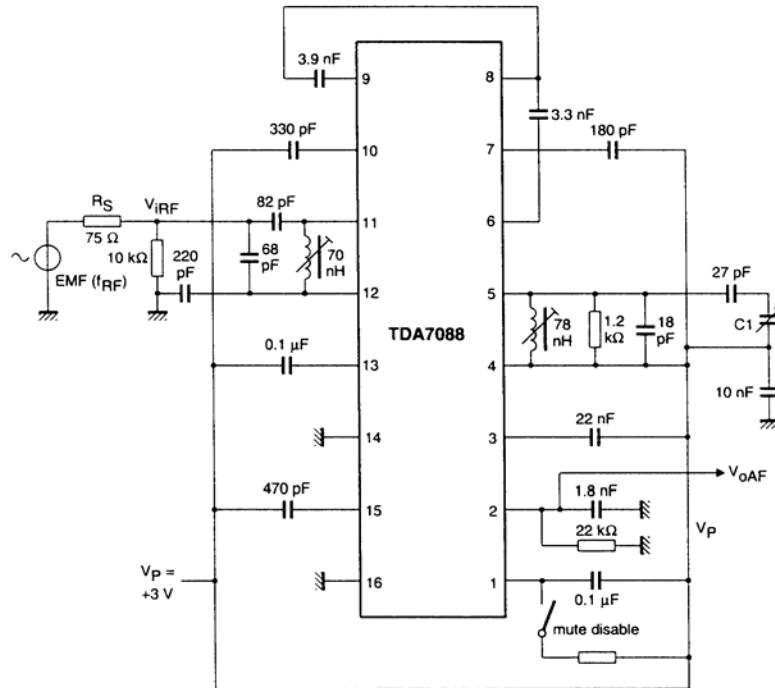 3.9 nF
9
8
3.3 nF
330 pF
180 pF
10
7
RS
ViRF
82 pF
11
6
75 Ω
10 kΩ
220 pF
68 pF
70 nH
EMF (fRF)
27 pF
12
5
TDA7088
78 nH
1.2 kΩ
18 pF
C1
0.1 µF
13
4
10 nF
22 nF
14
3
VoAF
470 pF
1.8 nF
15
2
22 kΩ
VP
VP =
+3 V
16
1
0.1 µF
mute disable